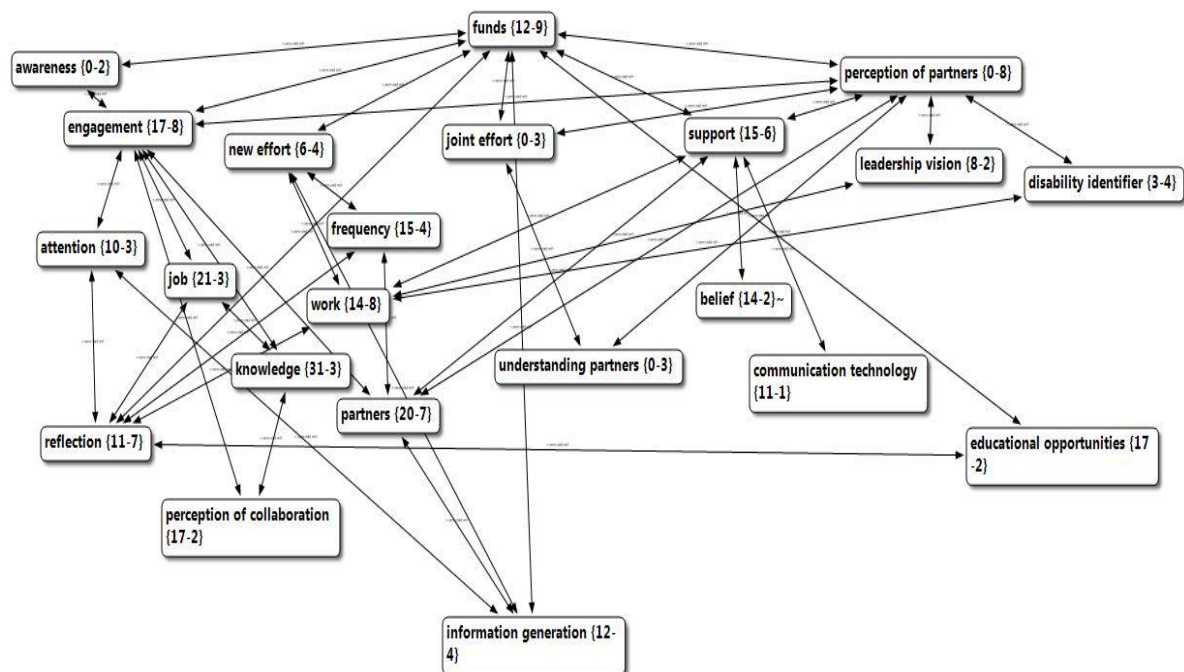 funds {12-9}
awareness {0-2}
perception of partners {0-8}
engagement {17-8}
new effort {6-4}
joint effort {0-3}
support {15-6}
leadership vision {8-2}
disability identifier {3-4}
attention {10-3}
frequency {15-4}
job {21-3}
work {14-8}
belief {14-2}~
knowledge {31-3}
understanding partners {0-3}
communication technology
{11-1}
partners {20-7}
reflection {11-7}
educational opportunities {17
-2}
perception of collaboration
{17-2}
information generation {12-
4}